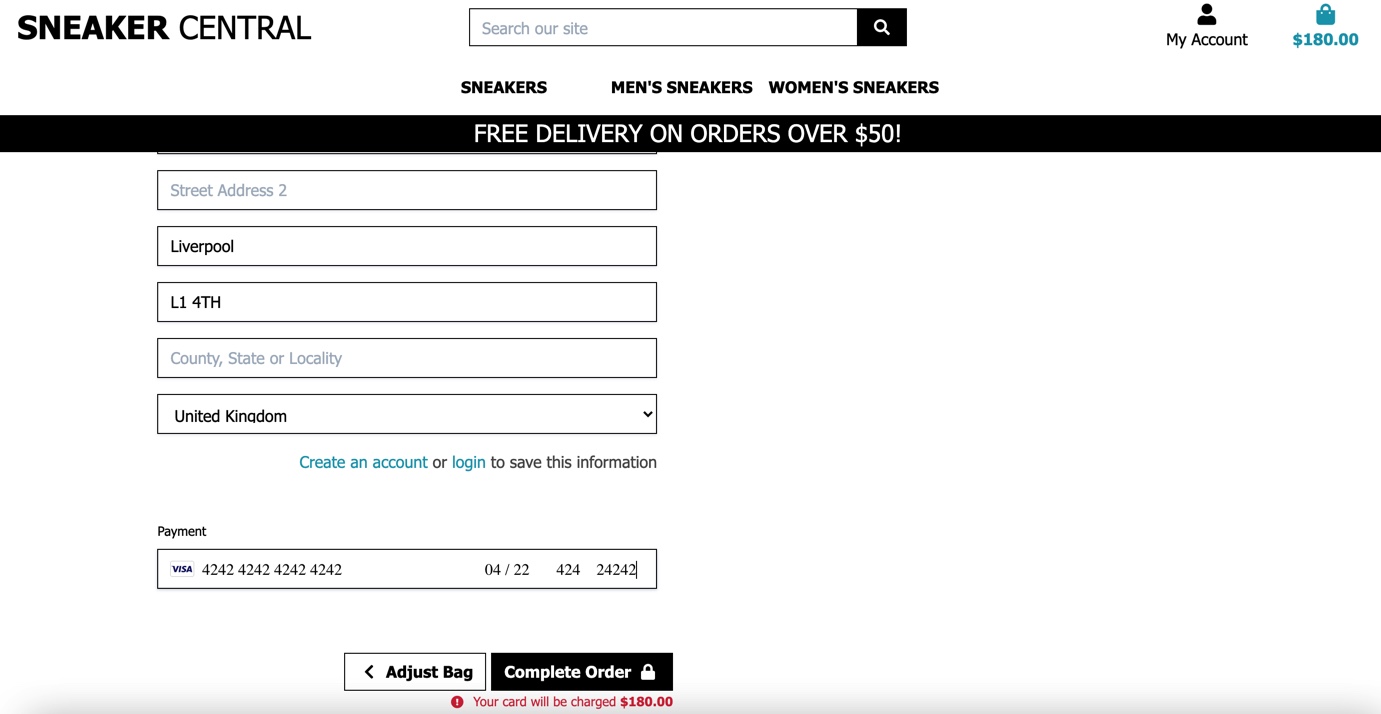 SNEAKER CENTRAL
Search our site
My Account
$180.00
SNEAKERS MEN'S SNEAKERS WOMEN'S SNEAKERS
FREE DELIVERY ON ORDERS OVER $50!
Street Address 2
Liverpool
L1 4TH
County, State or Locality
United Kingdom
Create an account or login to save this information
Payment
VISA 4242 4242 4242 4242 04 / 22 424 24242
Adjust Bag Complete Order
Your card will be charged $180.00